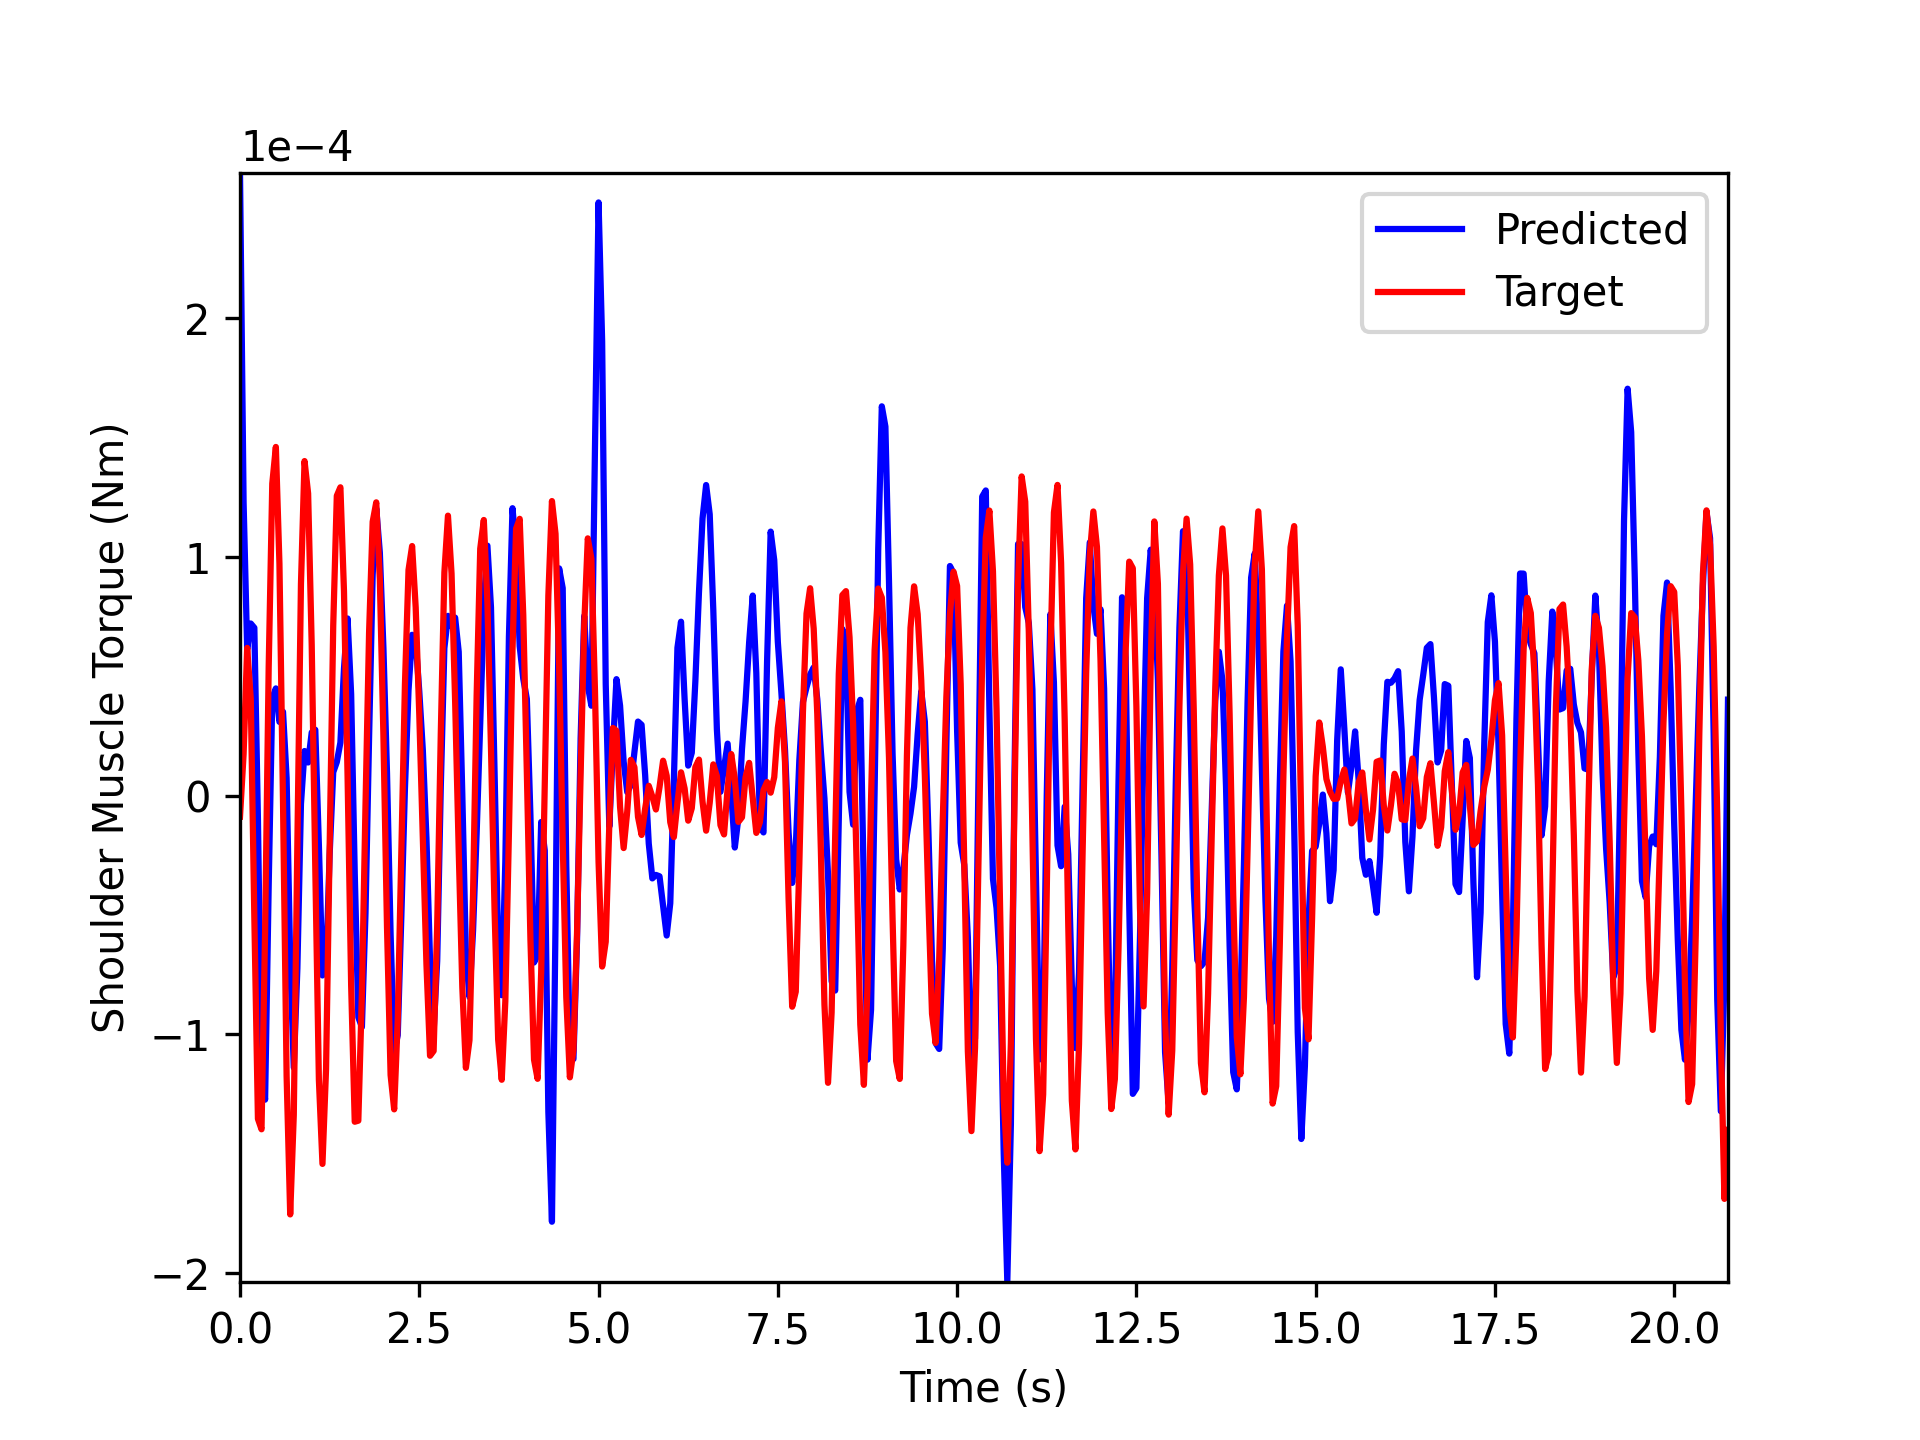 1e−4
Predicted
Target
2
1
0
−1
−2
Shoulder Muscle Torque (Nm)
0.0 2.5 5.0 7.5 10.0 12.5 15.0 17.5 20.0
Time (s)